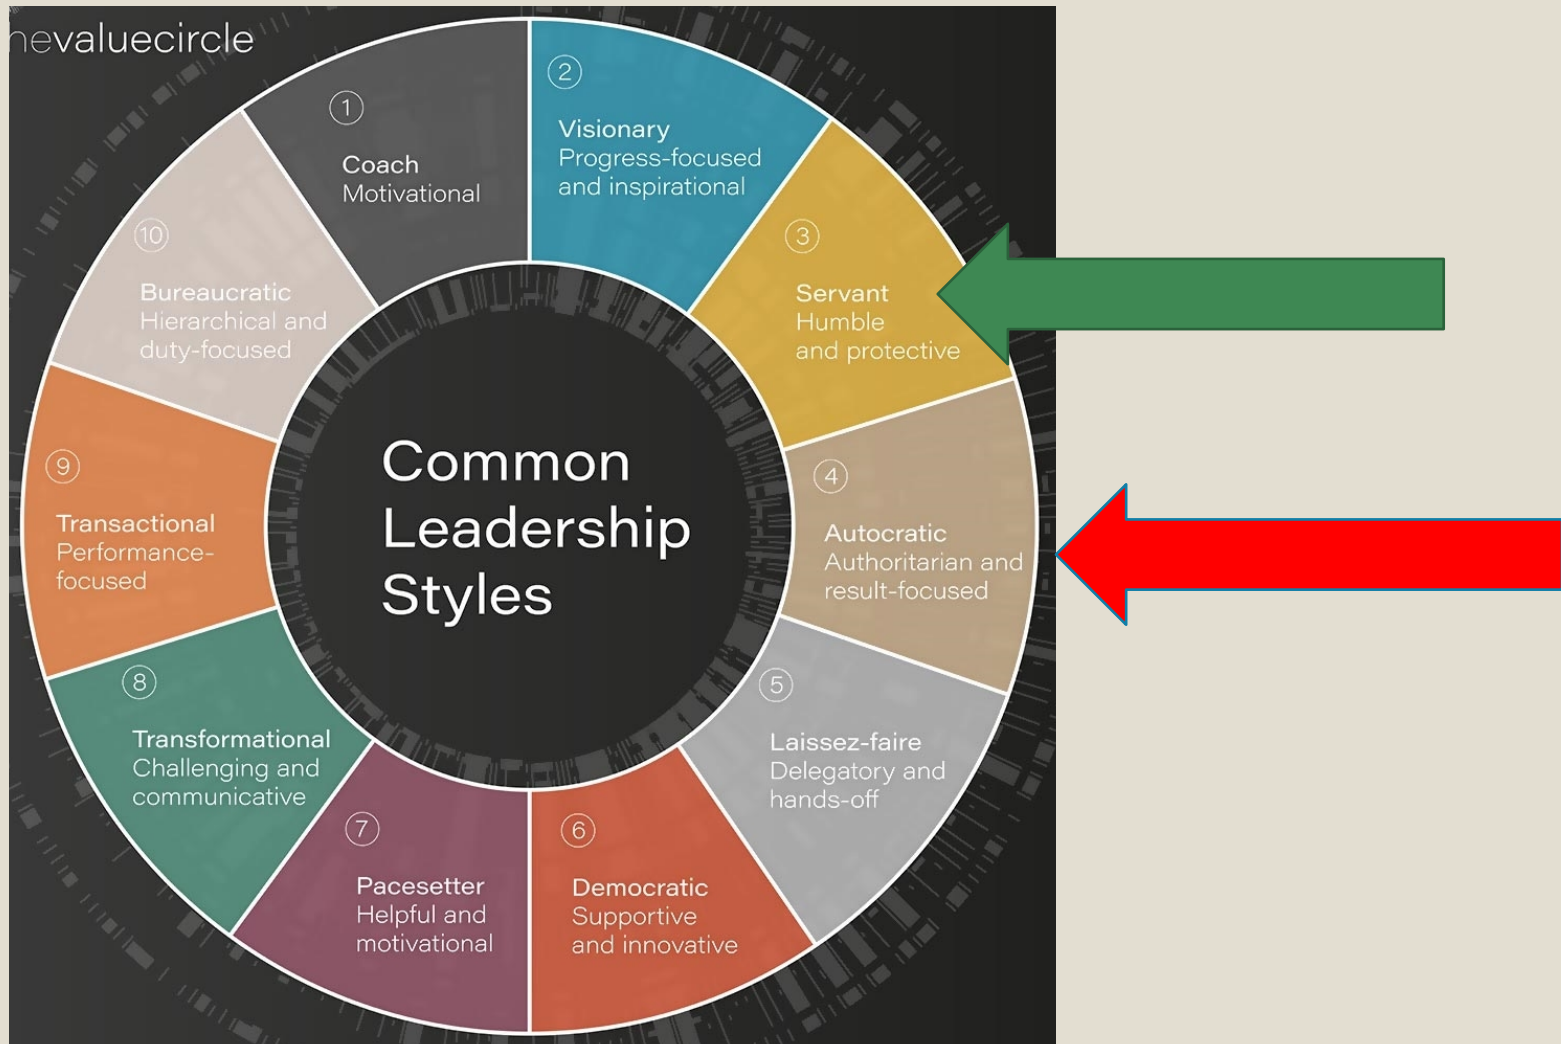 hevaluecircle
1
Coach
Motivational
2
Visionary
Progress-focused
and inspirational
3
Servant
Humble
and protective
4
Autocratic
Authoritarian and
result-focused
5
Laissez-faire
Delegatory and
hands-off
6
Democratic
Supportive
and innovative
7
Pacesetter
Helpful and
motivational
8
Transformational
Challenging and
communicative
9
Transactional
Performance-
focused
10
Bureaucratic
Hierarchical and
duty-focused
Common
Leadership
Styles